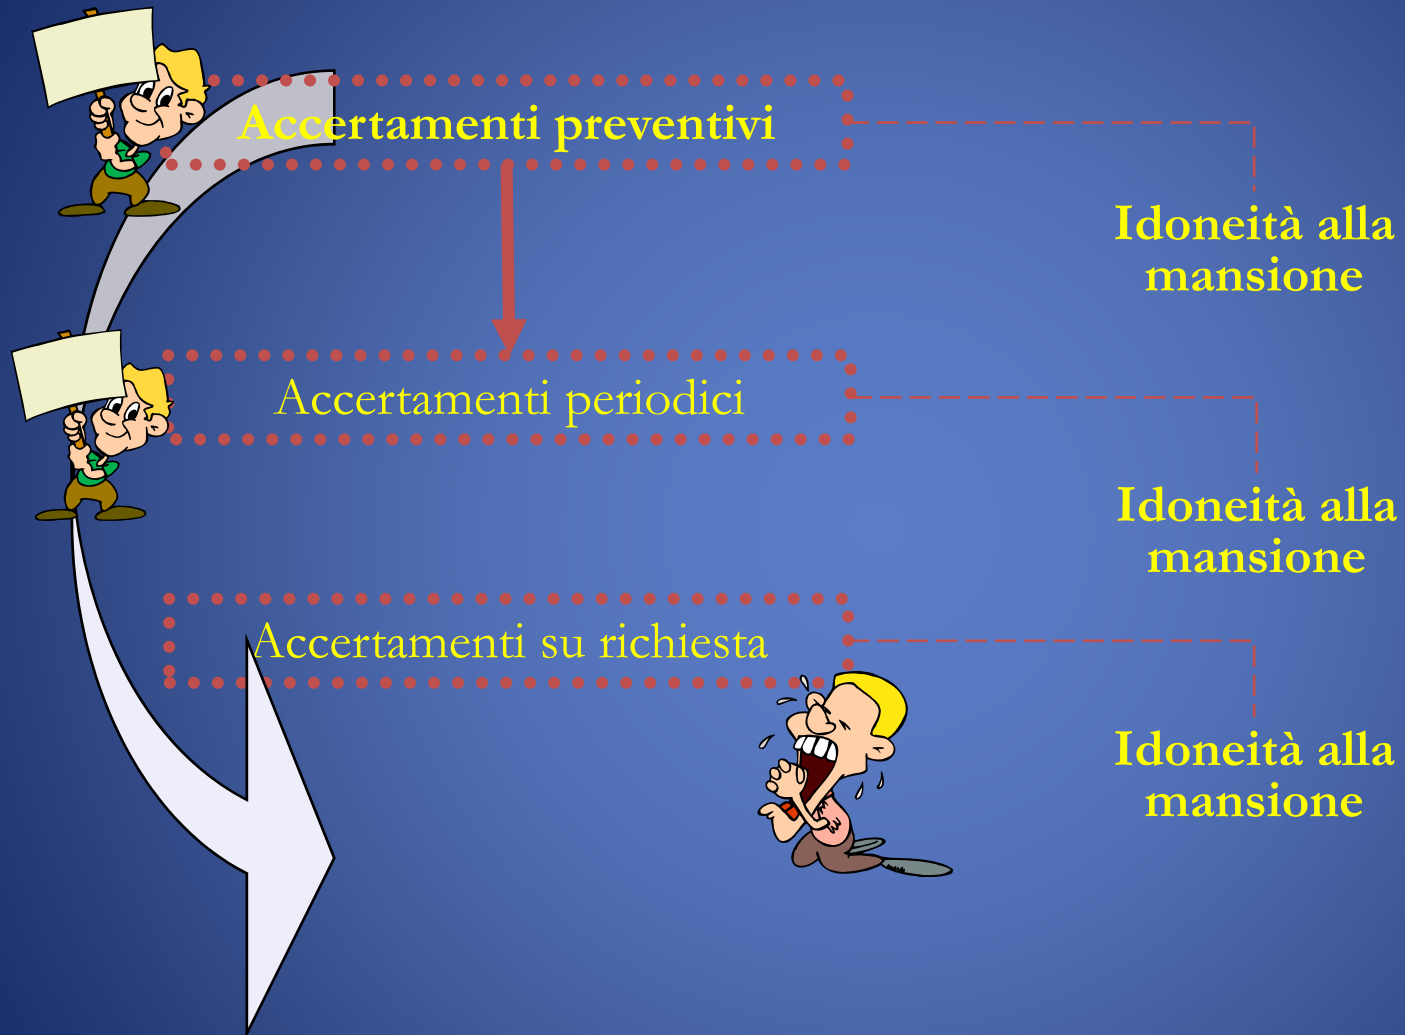 Accertamenti preventivi
Idoneità alla
mansione
Accertamenti periodici
Idoneità alla
mansione
Accertamenti su richiesta
Idoneità alla
mansione